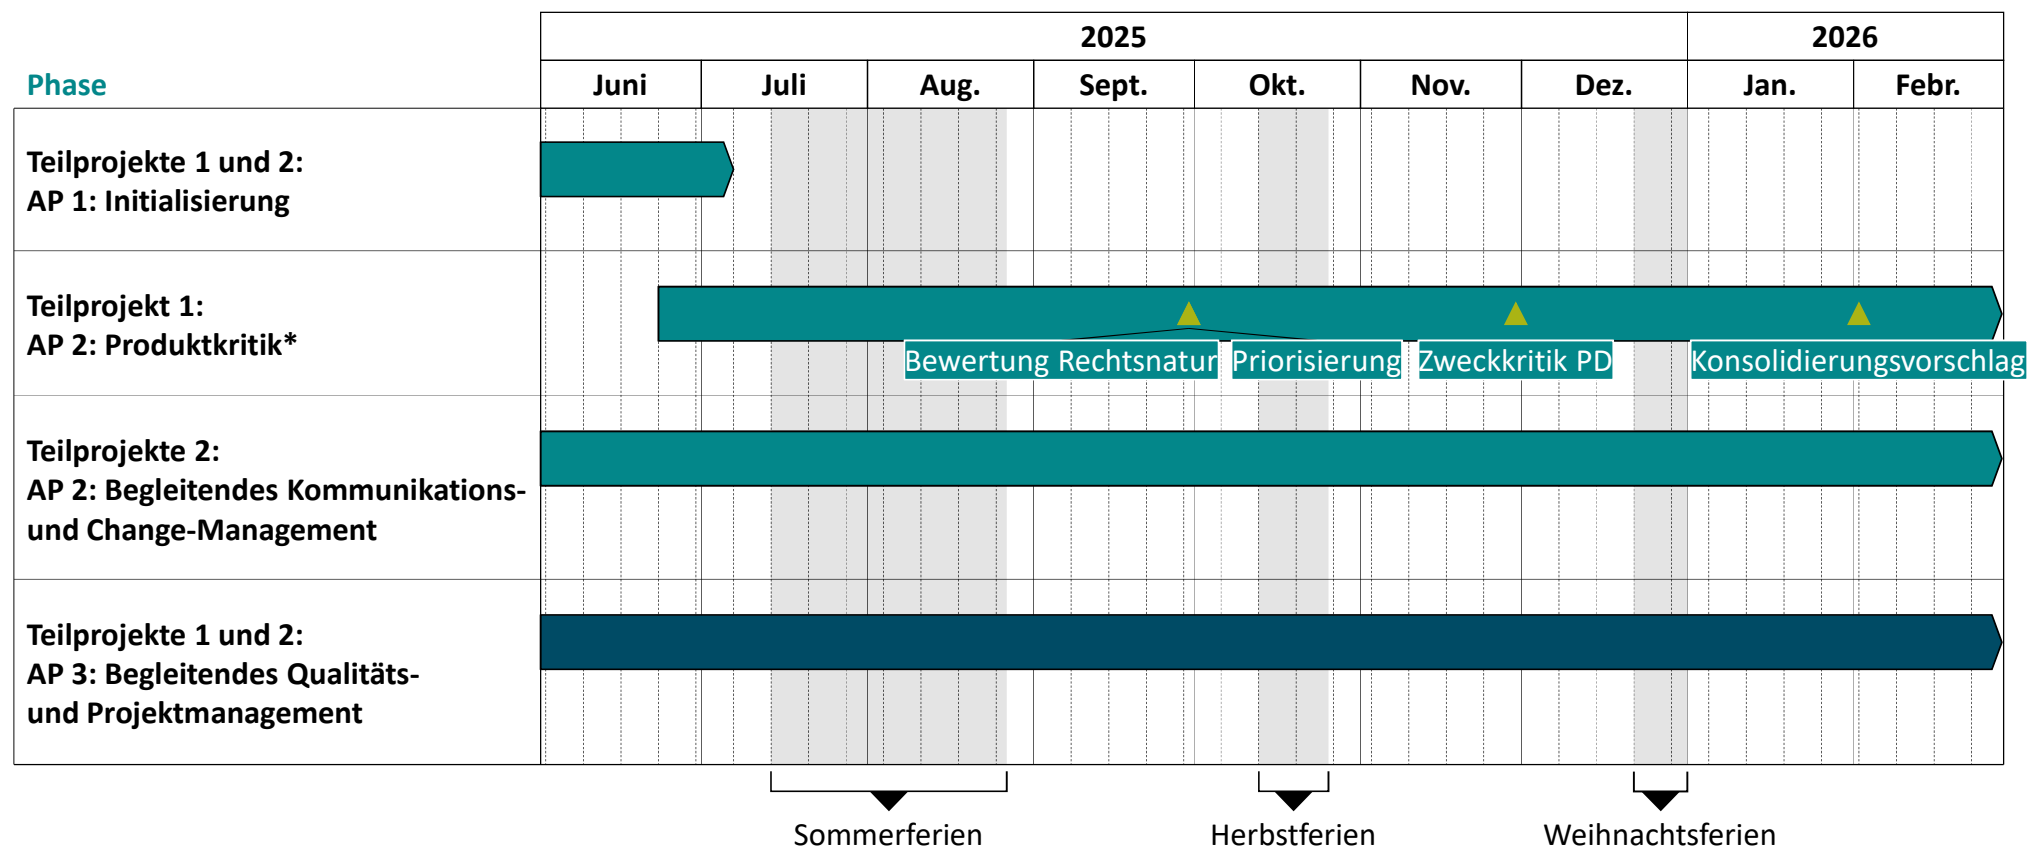 2025
2026
Phase
Juni
Juli
Aug.
Sept.
Okt.
Nov.
Dez.
Jan.
Febr.
Teilprojekte 1 und 2:
AP 1: Initialisierung
Teilprojekt 1:
AP 2: Produktkritik*
Bewertung Rechtsnatur
Priorisierung
Zweckkritik PD
Konsolidierungsvorschlag
Teilprojekte 2:
AP 2: Begleitendes Kommunikations-
und Change-Management
Teilprojekte 1 und 2:
AP 3: Begleitendes Qualitäts-
und Projektmanagement
Sommerferien
Herbstferien
Weihnachtsferien